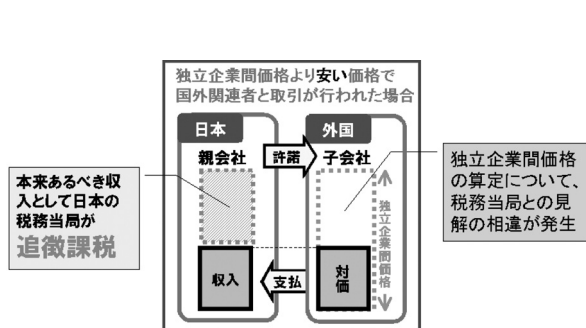 独立企業間価格より安い価格で
国外関連者と取引が行われた場合
日本
外国
親会社
許諾
子会社
本来あるべき収
入として日本の
税務当局が
追徴課税
独立企業間価格
の算定について、
税務当局との見
解の相違が発生
独立企業間価格
収入
支払
対価